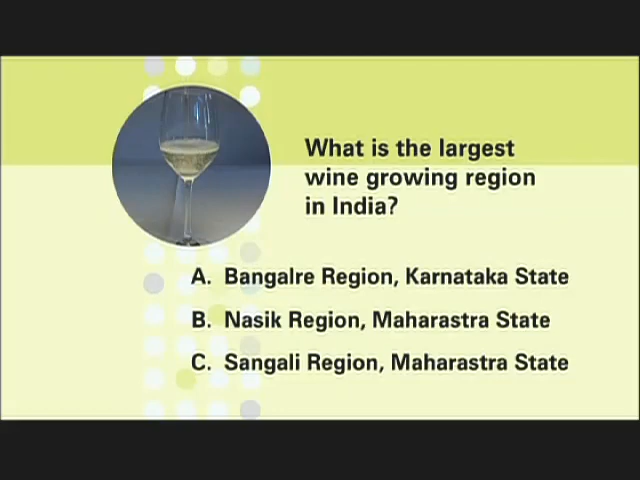 What is the largest
wine growing region
in India?
A. Bangalre Region, Karnataka State
B. Nasik Region, Maharastra State
C. Sangali Region, Maharastra State